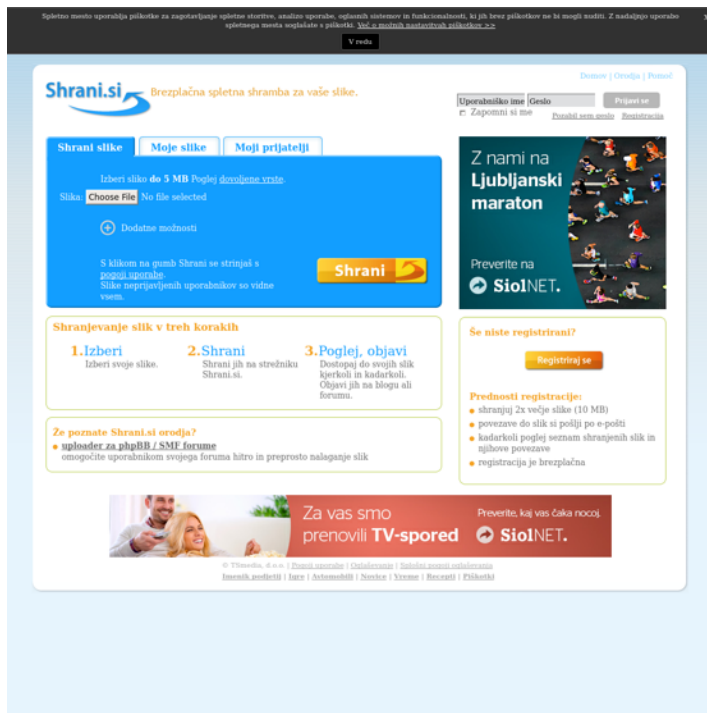 Spletno mesto uporablja piškotke za zagotavljanje spletne storitve, analizo uporabe, oglasnih sistemov in funkcionalnosti, ki jih brez piškotkov ne bi mogli nuditi. Z nadaljnjo uporabo
spletnega mesta soglašate s piškotki. Več o možnih nastavitvah piškotkov >>
V redu
Domov | Orodja | Pomoč
Shrani.si
Brezplačna spletna shramba za vaše slike.
Uporabniško ime Geslo Prijavi se
Zapomni si me Pozabil sem geslo Registracija
Shrani slike Moje slike Moji prijatelji
Izberi sliko do 5 MB Poglej dovoljene vrste.
Slika: Choose File No file selected
Dodatne možnosti
S klikom na gumb Shrani se strinjaš s
pogoji uporabe.
Slike neprijavljenih uporabnikov so vidne
vsem.
Shrani
Z nami na
Ljubljanski
maraton
Preverite na
SiolNET.
Shranjevanje slik v treh korakih
1.Izberi
Izberi svoje slike.
2.Shrani
Shrani jih na strežniku
Shrani.si.
3.Poglej, objavi
Dostopaj do svojih slik
kjerkoli in kadarkoli.
Objavi jih na blogu ali
forumu.
Še niste registrirani?
Registriraj se
Prednosti registracije:
shranjuj 2x večje slike (10 MB)
povezave do slik si pošlji po e-pošti
kadarkoli poglej seznam shranjenih slik in
njihove povezave
registracija je brezplačna
Že poznate Shrani.si orodja?
uploader za phpBB / SMF forume
omogočite uporabnikom svojega foruma hitro in preprosto nalaganje slik
Za vas smo
prenovili TV-spored
Preverite, kaj vas čaka nocoj.
SiolNET.
© TSmedia, d.o.o. | Pogoji uporabe | Oglaševanje | Splošni pogoji oglaševanja
Imenik podjetij | Igre | Avtomobili | Novice | Vreme | Recepti | Piškotki